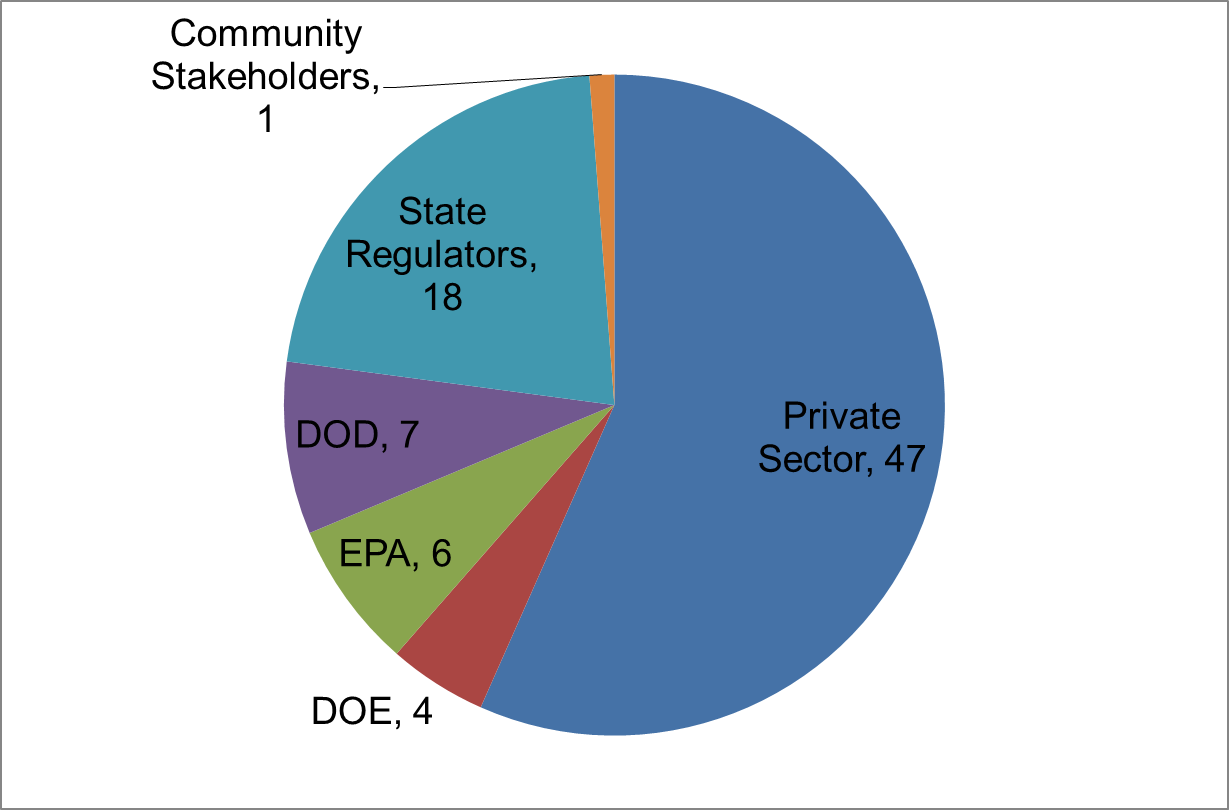 Community
Stakeholders,
1
State
Regulators,
18
Private
Sector, 47
DOD, 7
EPA, 6
DOE, 4